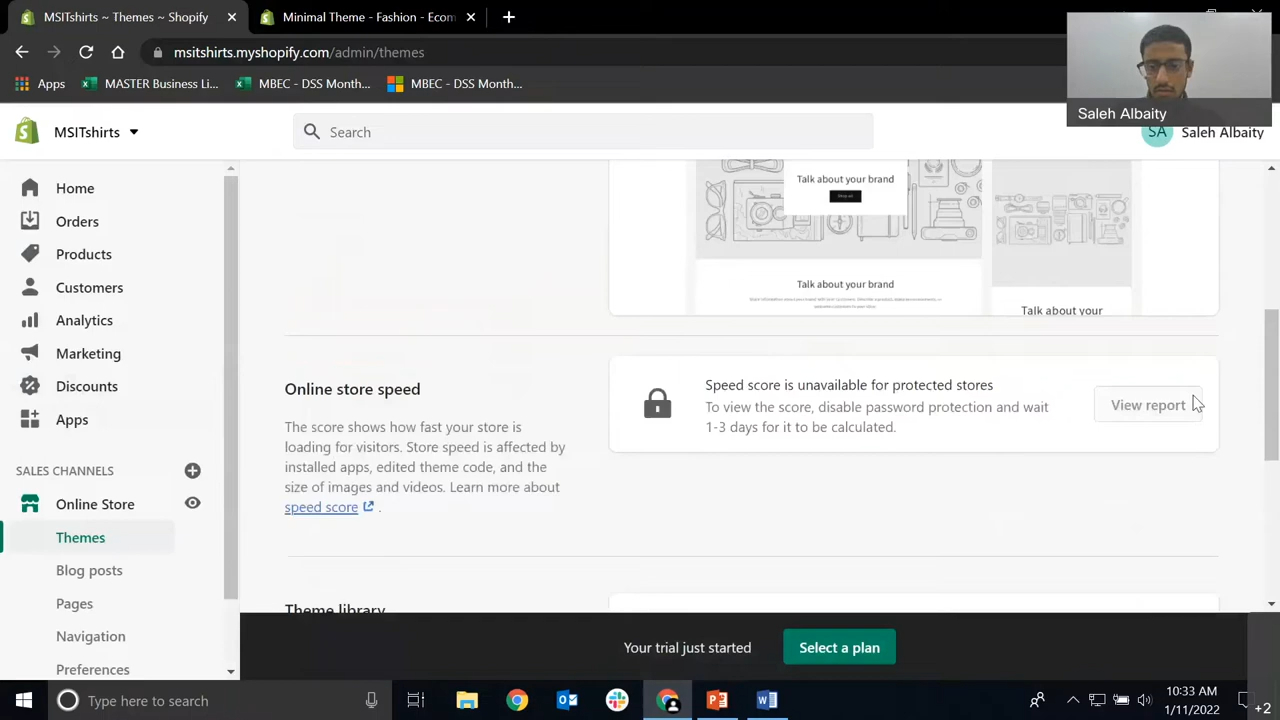 MSITshirts ~ Themes ~ Shopify
Minimal Theme - Fashion - Ecom
msitshirts.myshopify.com/admin/themes
Apps
MASTER Business Li...
MBEC - DSS Month...
MBEC - DSS Month...
Saleh Albaity
MSITshirts
Search
SA
Saleh Albaity
Home
Orders
Products
Customers
Analytics
Marketing
Discounts
Apps
SALES CHANNELS
Online Store
Themes
Blog posts
Pages
Navigation
Preferences
Talk about your brand
Talk about your brand
Talk about your
Online store speed
The score shows how fast your store is
loading for visitors. Store speed is affected by
installed apps, edited theme code, and the
size of images and videos. Learn more about
speed score .
Speed score is unavailable for protected stores
To view the score, disable password protection and wait
1-3 days for it to be calculated.
View report
Theme library
Your trial just started
Select a plan
Type here to search
10:33 AM
1/11/2022
+2